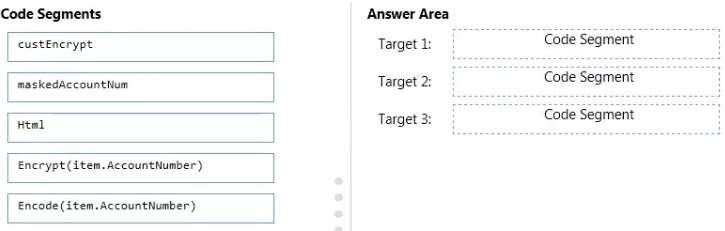 Code Segments
custEncrypt
maskedAccountNum
Html
Encrypt(item.AccountNumber)
Encode(item.AccountNumber)
Answer Area
Target 1: Code Segment
Target 2: Code Segment
Target 3: Code Segment